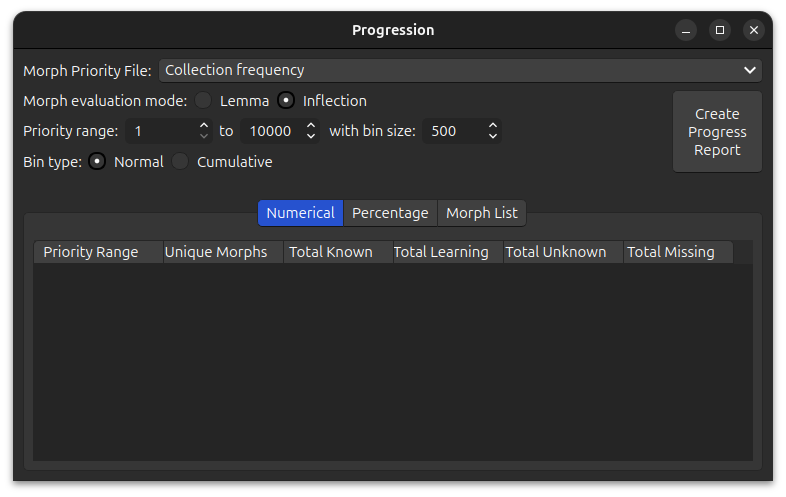 Progression
Morph Priority File: Collection frequency
Morph evaluation mode: Lemma Inflection
Priority range: 1 to 10000 with bin size: 500
Create
Progress
Report
Bin type: Normal Cumulative
Numerical Percentage Morph List
Priority Range Unique Morphs Total Known Total Learning Total Unknown Total Missing